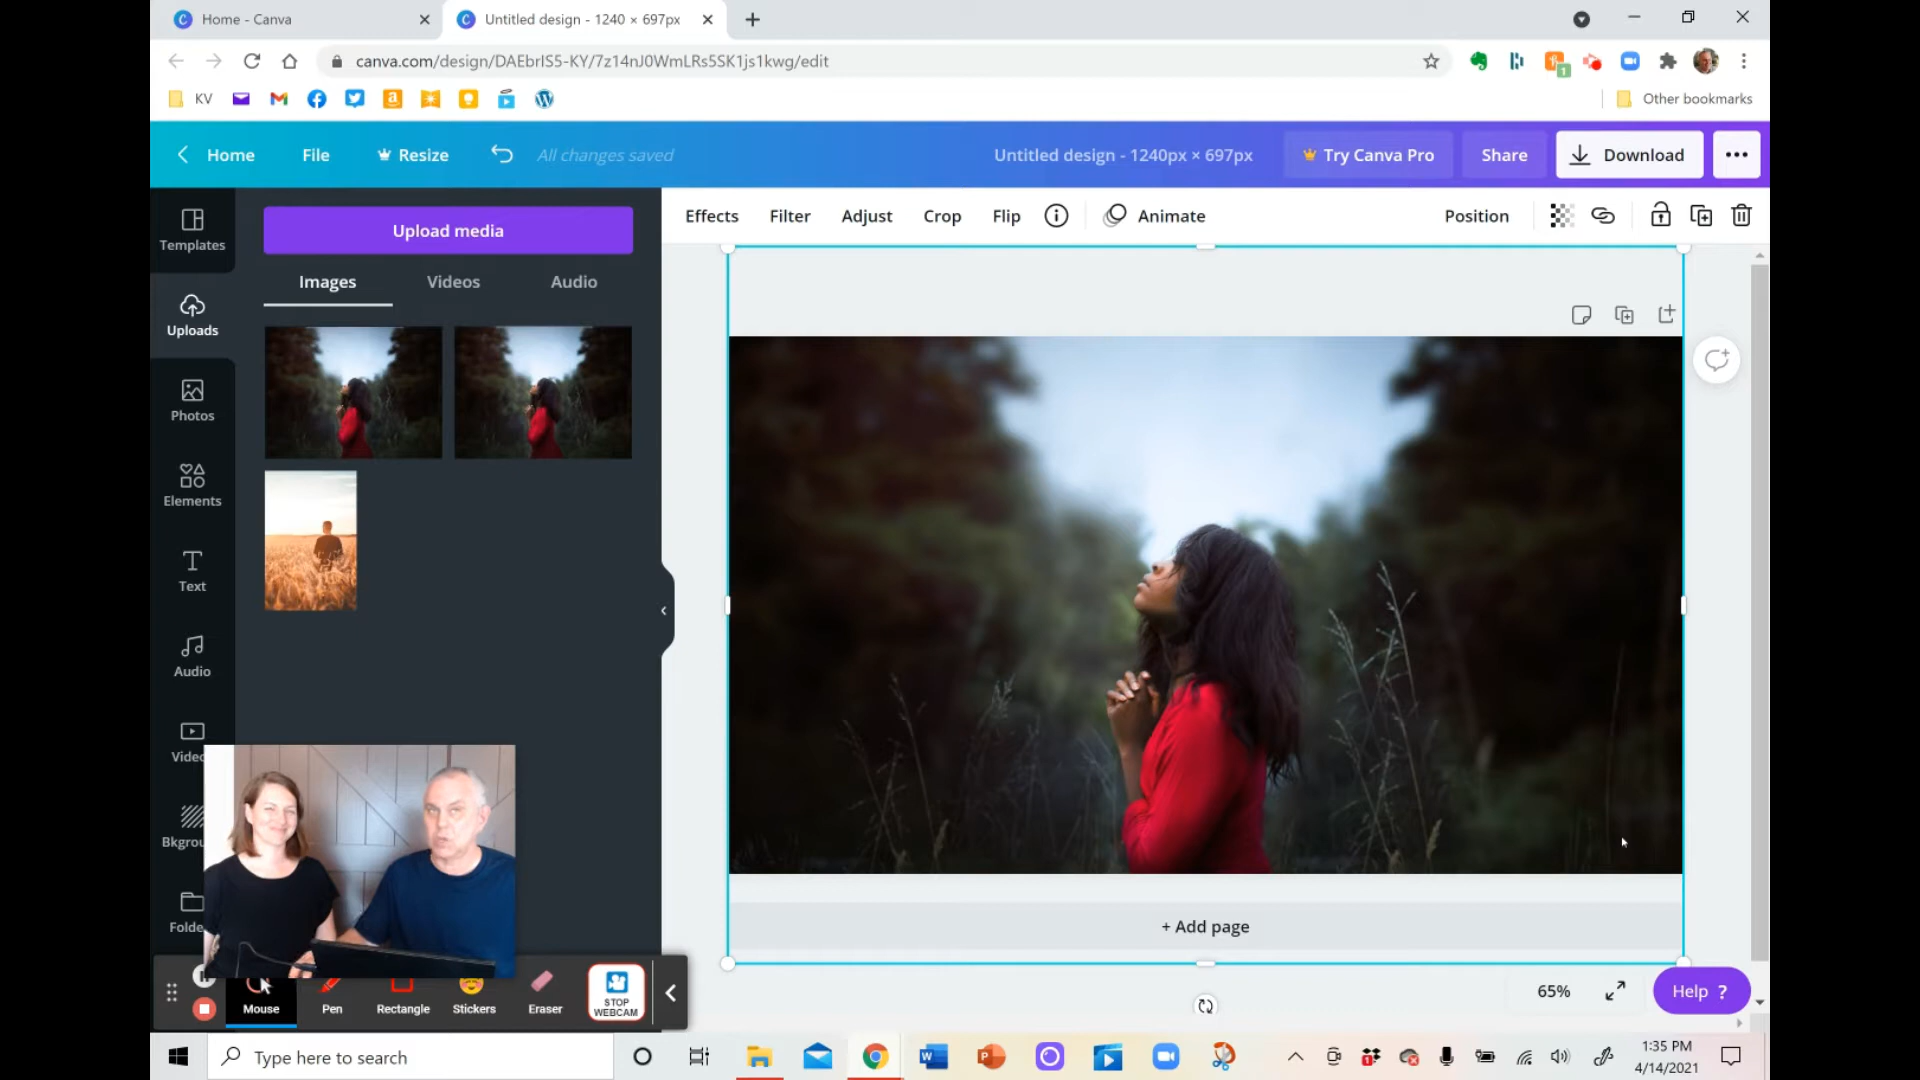 Home - Canva
Untitled design - 1240 × 697px
canva.com/design/DAEbrIS5-KY/7z14nJ0WmLRs5SK1js1kwg/edit
KV
Other bookmarks
Home
File
Resize
All changes saved
Untitled design - 1240px × 697px
Try Canva Pro
Share
Download
Templates
Upload media
Effects
Filter
Adjust
Crop
Flip
Animate
Position
Images
Videos
Audio
Uploads
Photos
Elements
Text
Audio
Video
Bkgrou
Folde
+ Add page
Mouse
Pen
Rectangle
Stickers
Eraser
STOP
WEBCAM
65%
Help ?
Type here to search
1:35 PM
4/14/2021